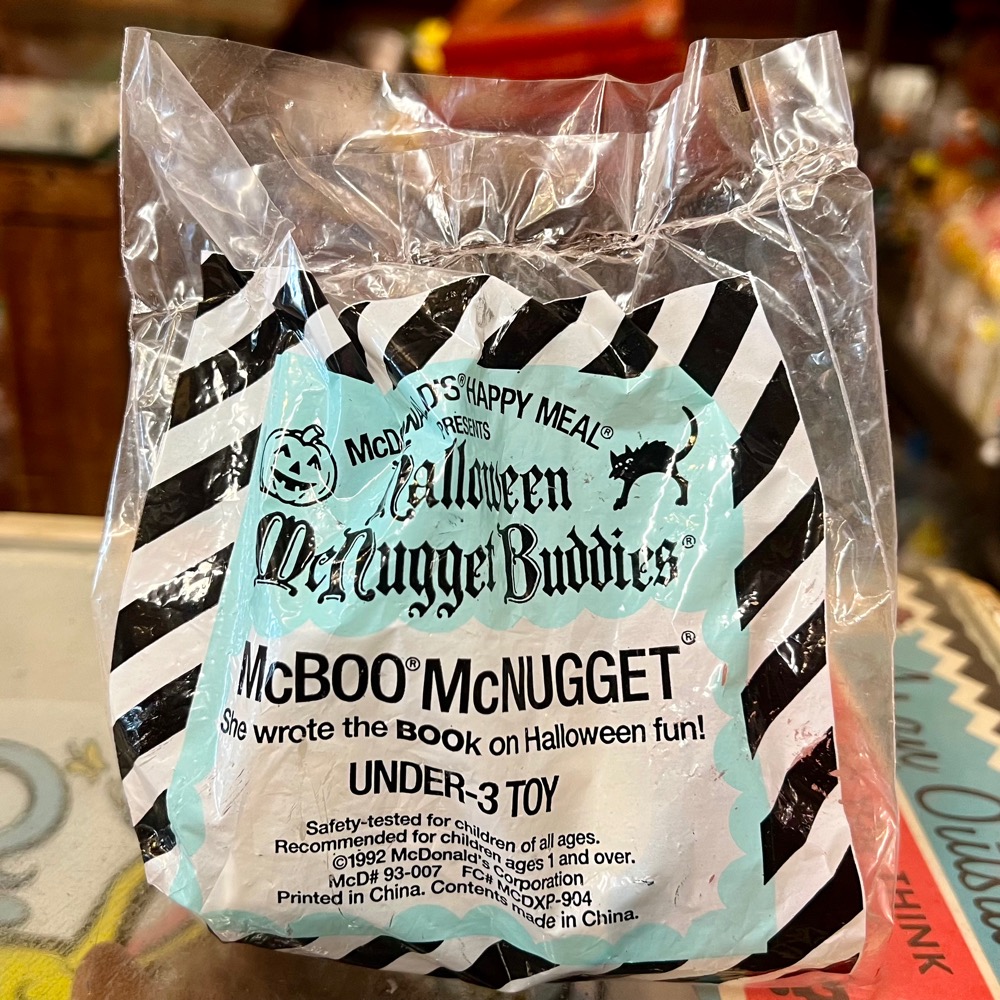 McDONALD'S® HAPPY MEAL®
PRESENTS
Halloween
McNugget Buddies®
McBOO® McNUGGET®
She wrote the BOOk on Halloween fun!
UNDER-3 TOY
Safety-tested for children of all ages.
Recommended for children ages 1 and over.
©1992 McDonald's Corporation
McD# 93-007 FC# MCDXP-904
Printed in China. Contents made in China.
THINK